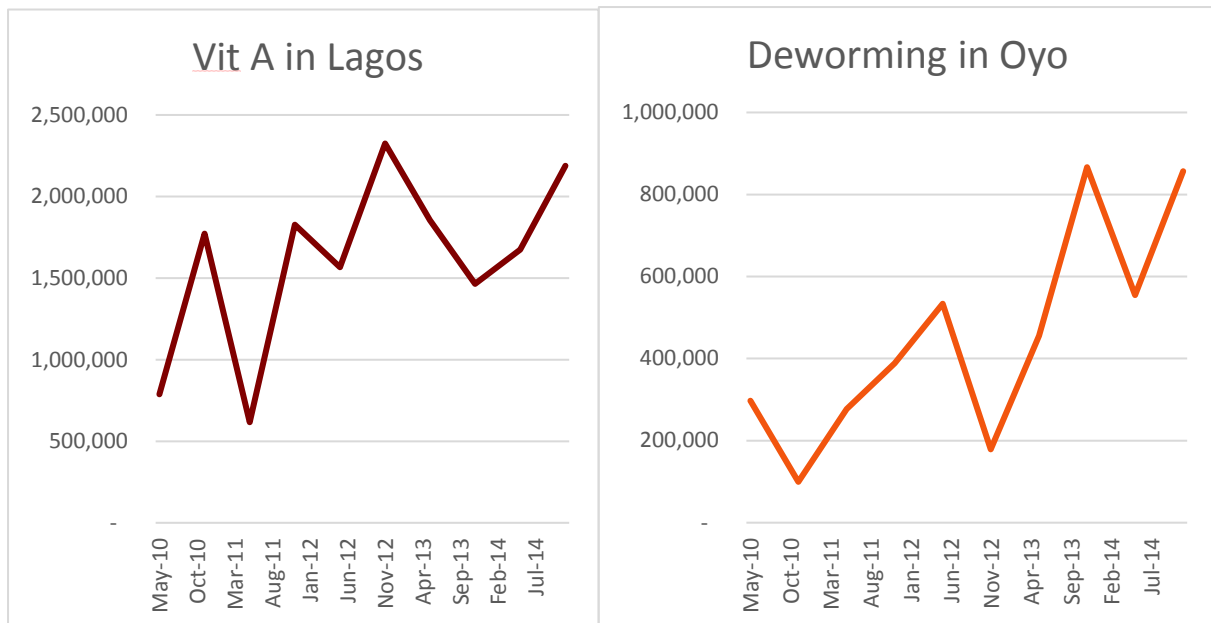 Vit A in Lagos
2,500,000
2,000,000
1,500,000
1,000,000
500,000
-
May-10
Oct-10
Mar-11
Aug-11
Jan-12
Jun-12
Nov-12
Apr-13
Sep-13
Feb-14
Jul-14
Deworming in Oyo
1,000,000
800,000
600,000
400,000
200,000
-
May-10
Oct-10
Mar-11
Aug-11
Jan-12
Jun-12
Nov-12
Apr-13
Sep-13
Feb-14
Jul-14